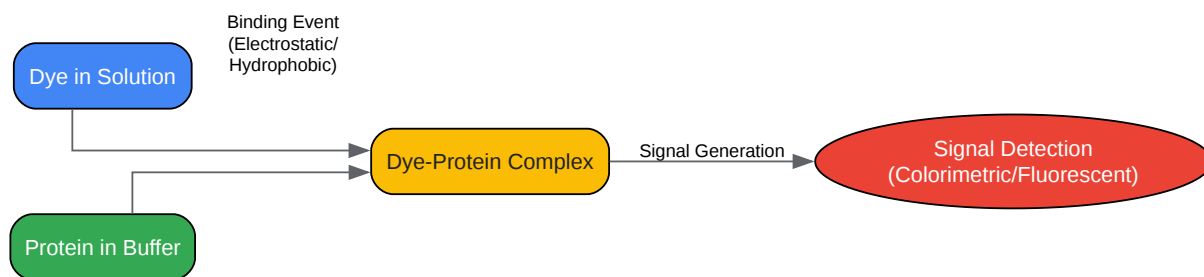 Binding Event
(Electrostatic/
Hydrophobic)
Dye in Solution
Dye-Protein Complex
Signal Generation
Signal Detection
(Colorimetric/Fluorescent)
Protein in Buffer